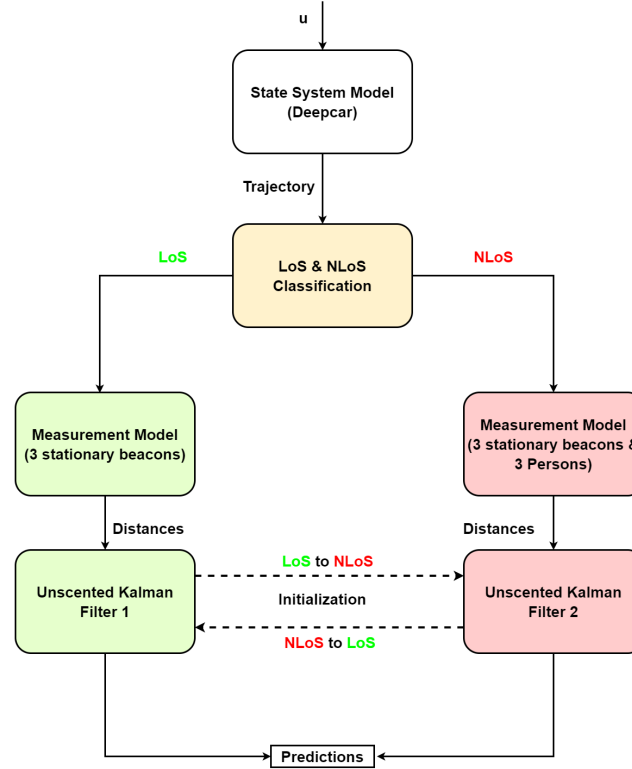 u
State System Model
(Deepcar)
Trajectory
LoS
NLoS
LoS & NLoS
Classification
Measurement Model
(3 stationary beacons)
Measurement Model
(3 stationary beacons &
3 Persons)
Distances
Distances
LoS to NLoS
Unscented Kalman
Filter 1
Initialization
Unscented Kalman
Filter 2
NLoS to LoS
Predictions